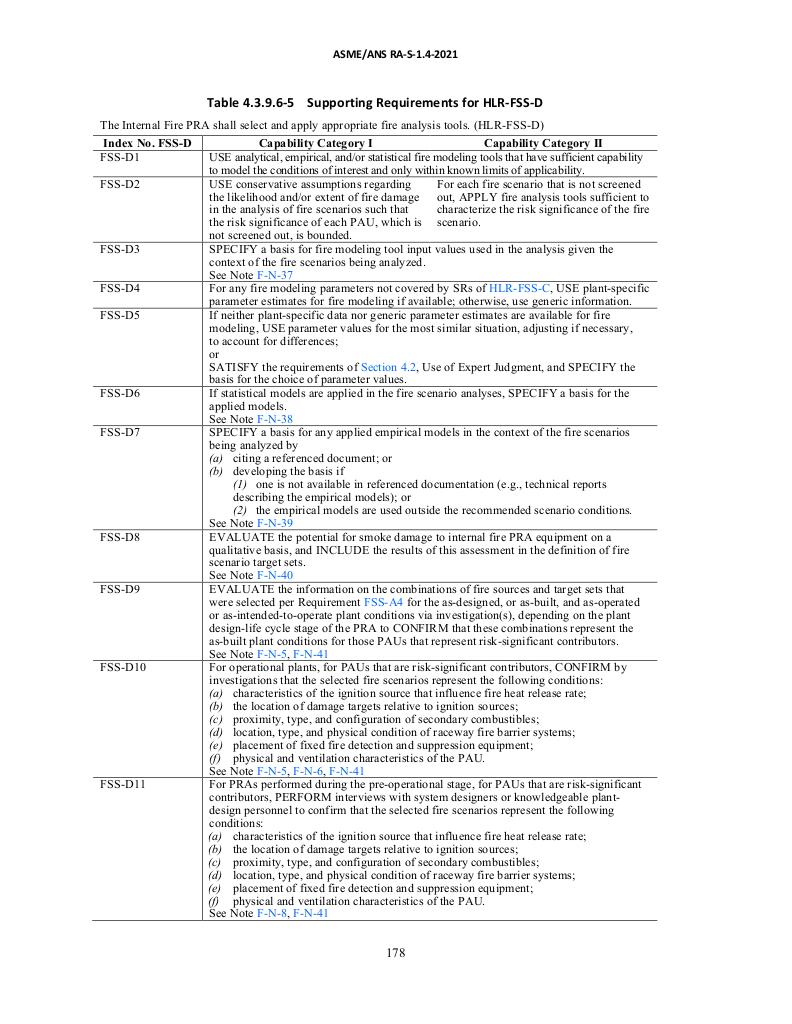 ASME/ANS RA-S-1.4-2021
Table 4.3.9.6-5 Supporting Requirements for HLR-FSS-D
The Internal Fire PRA shall select and apply appropriate fire analysis tools. (HLR-FSS-D)
Index No. FSS-D Capability Category I Capability Category II
FSS-D1 USE analytical, empirical, and/or statistical fire modeling tools that have sufficient capability
to model the conditions of interest and only within known limits of applicability.
FSS-D2 USE conservative assumptions regarding
the likelihood and/or extent of fire damage
in the analysis of fire scenarios such that
the risk significance of each PAU, which is
not screened out, is bounded.
For each fire scenario that is not screened
out, APPLY fire analysis tools sufficient to
characterize the risk significance of the fire
scenario.
FSS-D3 SPECIFY a basis for fire modeling tool input values used in the analysis given the
context of the fire scenarios being analyzed.
See Note F-N-37
FSS-D4 For any fire modeling parameters not covered by SRs of HLR-FSS-C, USE plant-specific
parameter estimates for fire modeling if available; otherwise, use generic information.
FSS-D5 If neither plant-specific data nor generic parameter estimates are available for fire
modeling, USE parameter values for the most similar situation, adjusting if necessary,
to account for differences;
or
SATISFY the requirements of Section 4.2, Use of Expert Judgment, and SPECIFY the
basis for the choice of parameter values.
FSS-D6 If statistical models are applied in the fire scenario analyses, SPECIFY a basis for the
applied models.
See Note F-N-38
FSS-D7 SPECIFY a basis for any applied empirical models in the context of the fire scenarios
being analyzed by
(a) citing a referenced document; or
(b) developing the basis if
(1) one is not available in referenced documentation (e.g., technical reports
describing the empirical models); or
(2) the empirical models are used outside the recommended scenario conditions.
See Note F-N-39
FSS-D8 EVALUATE the potential for smoke damage to internal fire PRA equipment on a
qualitative basis, and INCLUDE the results of this assessment in the definition of fire
scenario target sets.
See Note F-N-40
FSS-D9 EVALUATE the information on the combinations of fire sources and target sets that
were selected per Requirement FSS-A4 for the as-designed, or as-built, and as-operated
or as-intended-to-operate plant conditions via investigation(s), depending on the plant
design-life cycle stage of the PRA to CONFIRM that these combinations represent the
as-built plant conditions for those PAUs that represent risk-significant contributors.
See Note F-N-5, F-N-41
FSS-D10 For operational plants, for PAUs that are risk-significant contributors, CONFIRM by
investigations that the selected fire scenarios represent the following conditions:
(a) characteristics of the ignition source that influence fire heat release rate;
(b) the location of damage targets relative to ignition sources;
(c) proximity, type, and configuration of secondary combustibles;
(d) location, type, and physical condition of raceway fire barrier systems;
(e) placement of fixed fire detection and suppression equipment;
(f) physical and ventilation characteristics of the PAU.
See Note F-N-5, F-N-6, F-N-41
FSS-D11 For PRAs performed during the pre-operational stage, for PAUs that are risk-significant
contributors, PERFORM interviews with system designers or knowledgeable plant-
design personnel to confirm that the selected fire scenarios represent the following
conditions:
(a) characteristics of the ignition source that influence fire heat release rate;
(b) the location of damage targets relative to ignition sources;
(c) proximity, type, and configuration of secondary combustibles;
(d) location, type, and physical condition of raceway fire barrier systems;
(e) placement of fixed fire detection and suppression equipment;
(f) physical and ventilation characteristics of the PAU.
See Note F-N-8, F-N-41
178